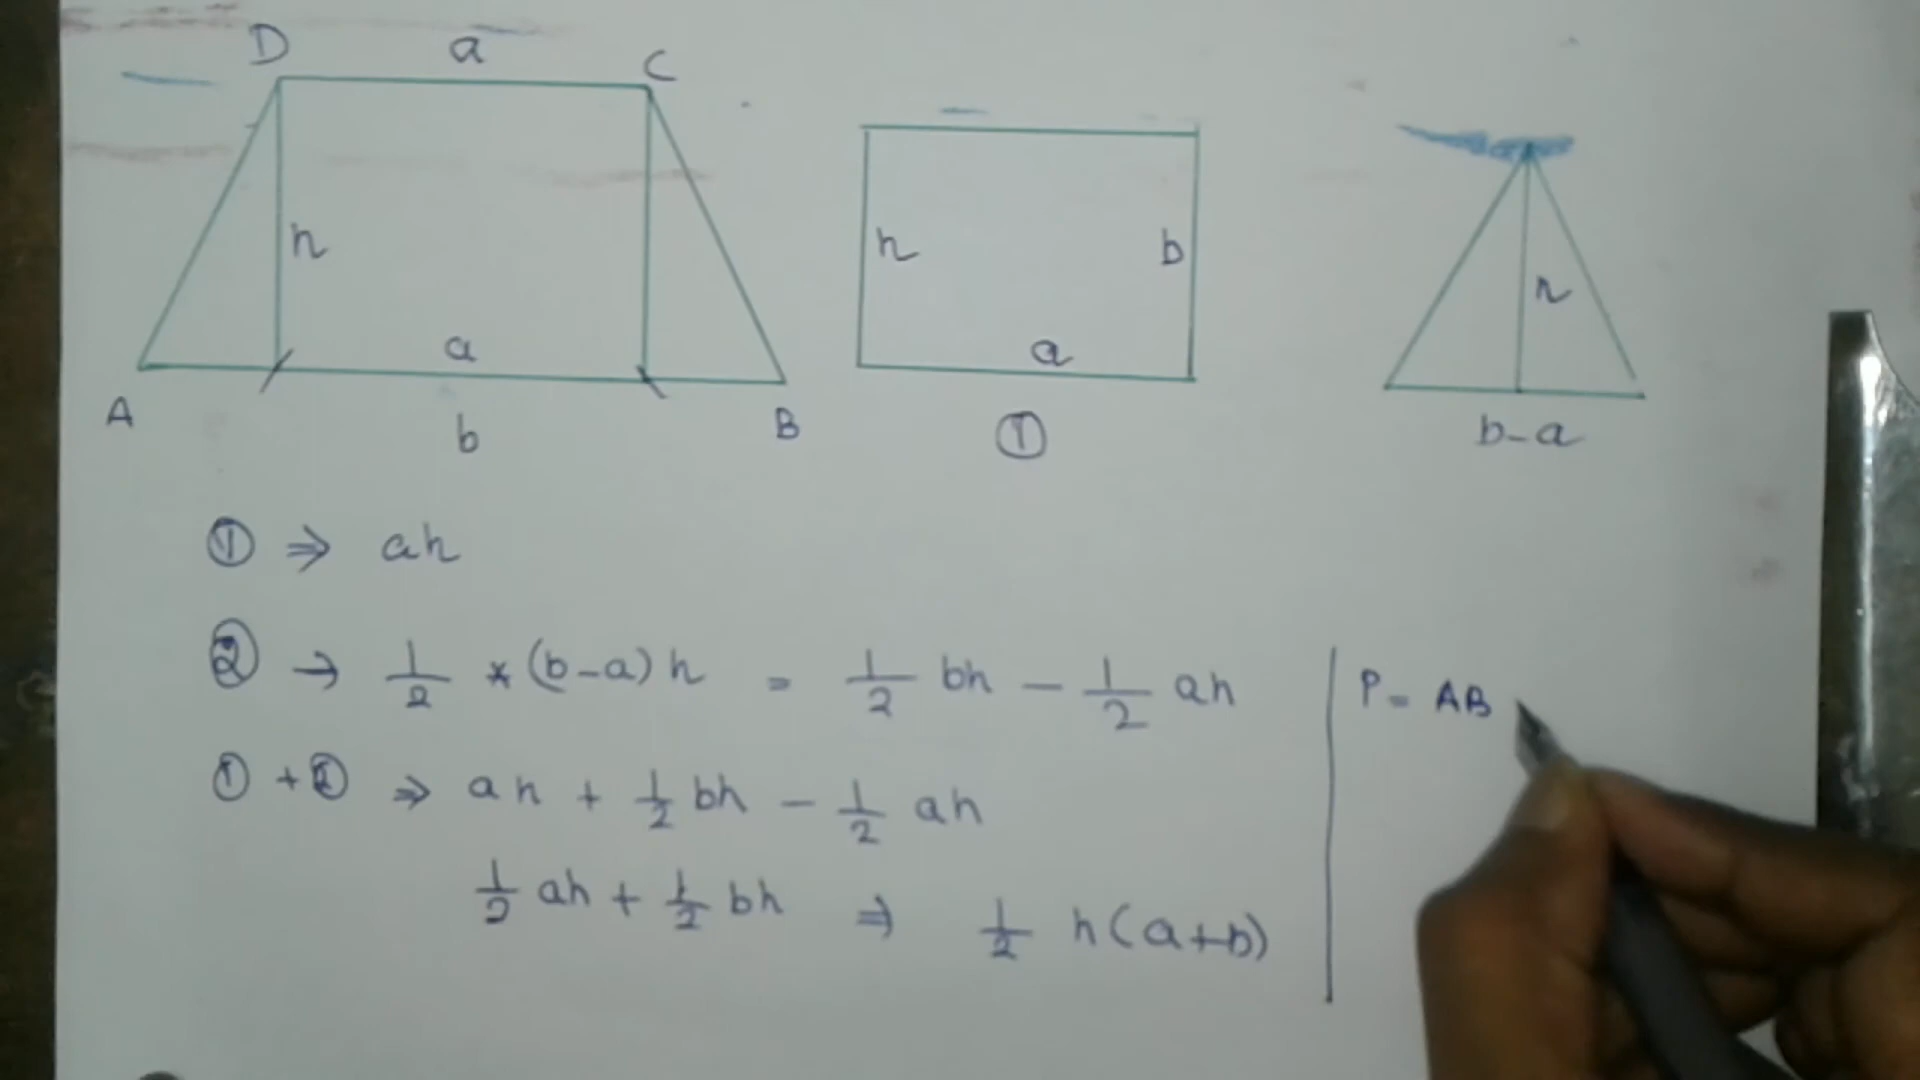 D a C
h
a
A b B
h b
a
①
h
b-a
① ⇒ ah
② → 1/2 * (b-a) h = 1/2 bh - 1/2 ah
① + ② ⇒ ah + 1/2 bh - 1/2 ah
1/2 ah + 1/2 bh ⇒ 1/2 h(a+b)
P = AB